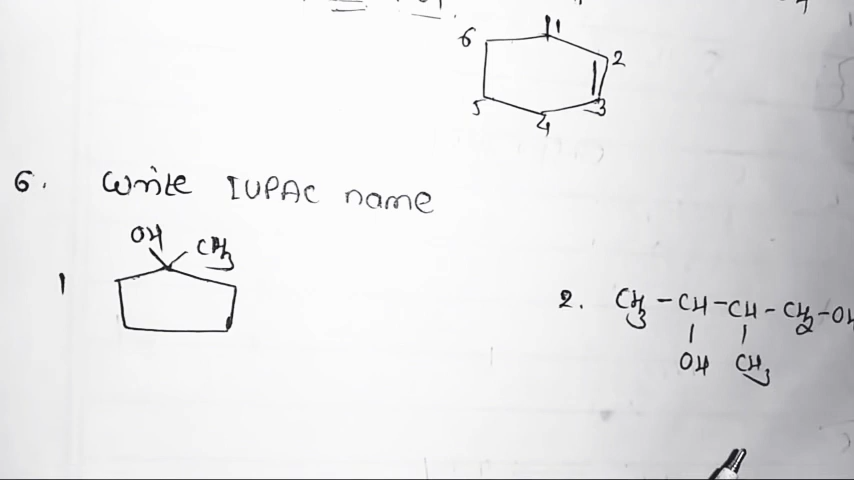 1
6
2
5
3
4
6. Write IUPAC name
OH CH3
1
2. CH3 - CH - CH - CH2 - OH
OH CH3